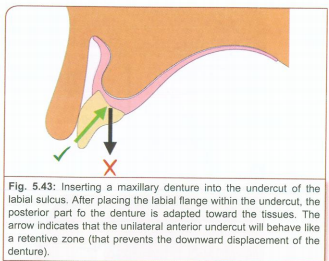 Fig. 5.43: Inserting a maxillary denture into the undercut of the
labial sulcus. After placing the labial flange within the undercut, the
posterior part fo the denture is adapted toward the tissues. The
arrow indicates that the unilateral anterior undercut will behave like
a retentive zone (that prevents the downward displacement of the
denture).